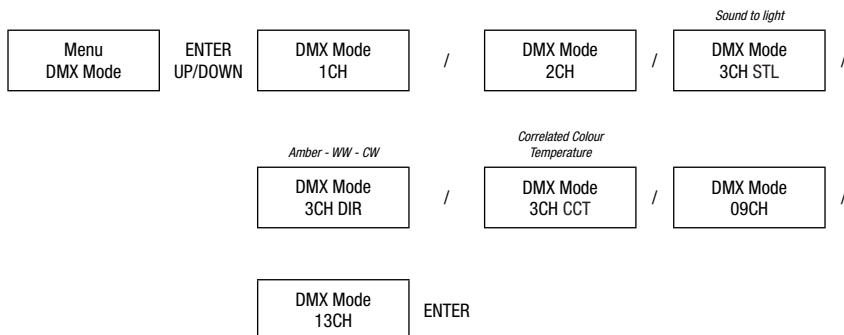 Sound to light
Menu
DMX Mode
ENTER
UP/DOWN
DMX Mode
1CH
/
DMX Mode
2CH
/
DMX Mode
3CH STL
/
Amber - WW - CW
DMX Mode
3CH DIR
/
Correlated Colour
Temperature
DMX Mode
3CH CCT
/
DMX Mode
09CH
/
DMX Mode
13CH
ENTER